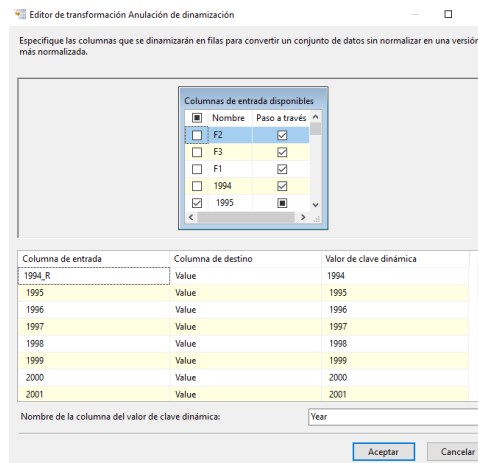 Editor de transformación Anulación de dinamización
Especifique las columnas que se dinamizarán en filas para convertir un conjunto de datos sin normalizar en una versión
más normalizada.
Columnas de entrada disponibles
Nombre Paso a través
F2
F3
F1
1994
1995
Columna de entrada Columna de destino Valor de clave dinámica
1994_R Value 1994
1995 Value 1995
1996 Value 1996
1997 Value 1997
1998 Value 1998
1999 Value 1999
2000 Value 2000
2001 Value 2001
Nombre de la columna del valor de clave dinámica: Year
Aceptar Cancelar